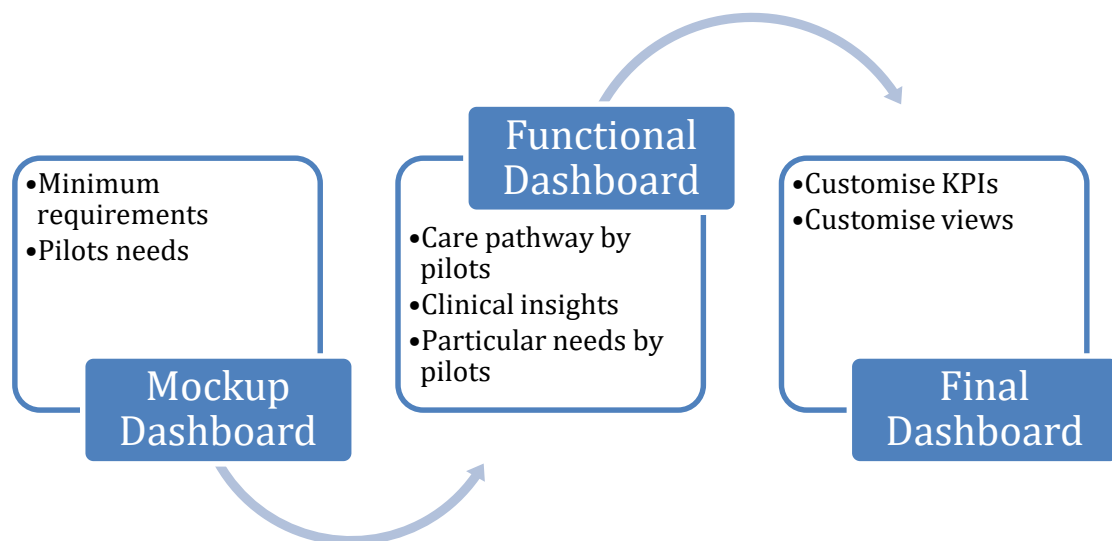 •Minimum
requirements
•Pilots needs
Mockup
Dashboard
Functional
Dashboard
•Care pathway by
pilots
•Clinical insights
•Particular needs by
pilots
•Customise KPIs
•Customise views
Final
Dashboard